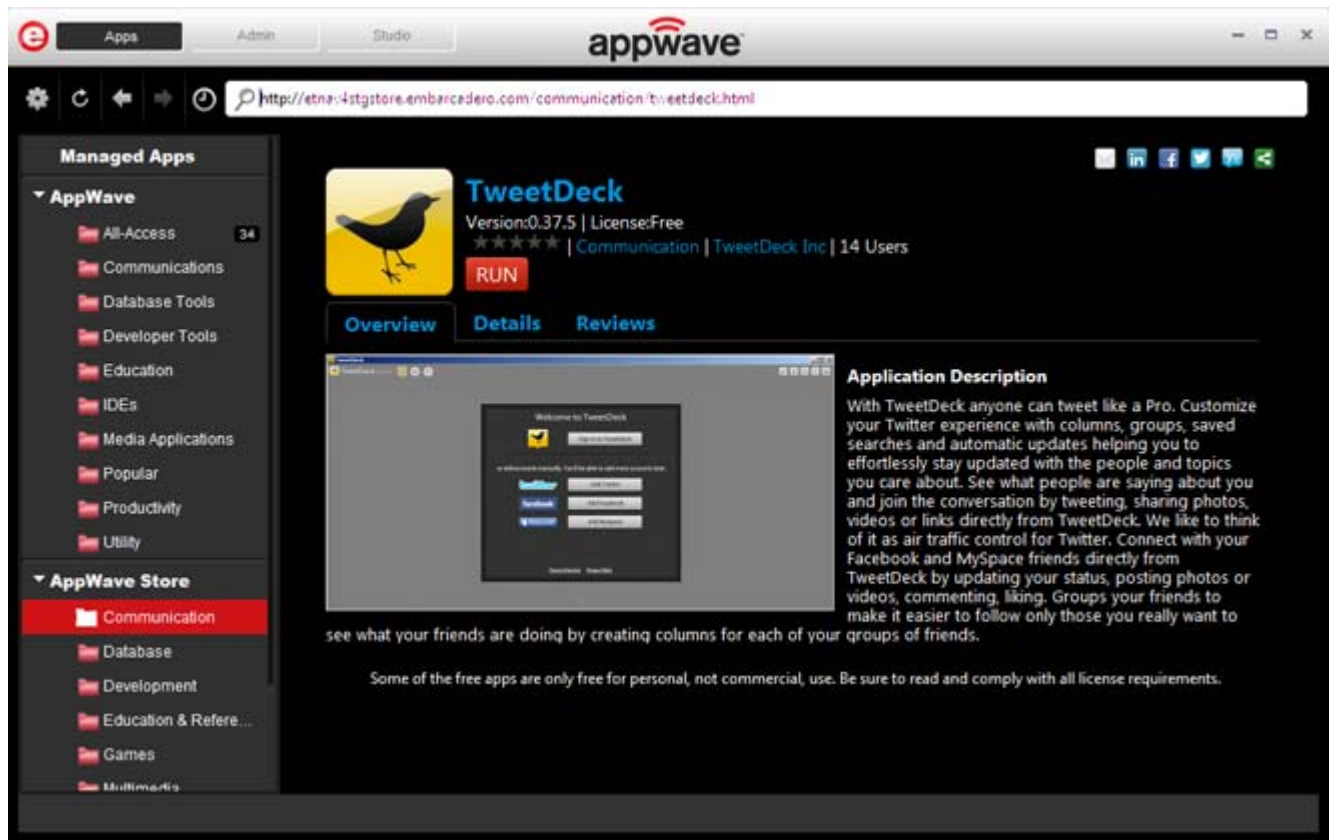 e
Apps
Admin
Studio
appwave
http://etnav4stgstore.embarcadero.com/communication/tweetdeck.html
Managed Apps
AppWave
All-Access 34
Communications
Database Tools
Developer Tools
Education
IDEs
Media Applications
Popular
Productivity
Utility
AppWave Store
Communication
Database
Development
Education & Refere...
Games
Multimedia
in f
TweetDeck
Version:0.37.5 | License:Free
| Communication | TweetDeck Inc | 14 Users
RUN
Overview Details Reviews
TweetDeck
Welcome to TweetDeck
twitter
facebook
Application Description
With TweetDeck anyone can tweet like a Pro. Customize
your Twitter experience with columns, groups, saved
searches and automatic updates helping you to
effortlessly stay updated with the people and topics
you care about. See what people are saying about you
and join the conversation by tweeting, sharing photos,
videos or links directly from TweetDeck. We like to think
of it as air traffic control for Twitter. Connect with your
Facebook and MySpace friends directly from
TweetDeck by updating your status, posting photos or
videos, commenting, liking. Groups your friends to
make it easier to follow only those you really want to
see what your friends are doing by creating columns for each of your groups of friends.
Some of the free apps are only free for personal, not commercial, use. Be sure to read and comply with all license requirements.